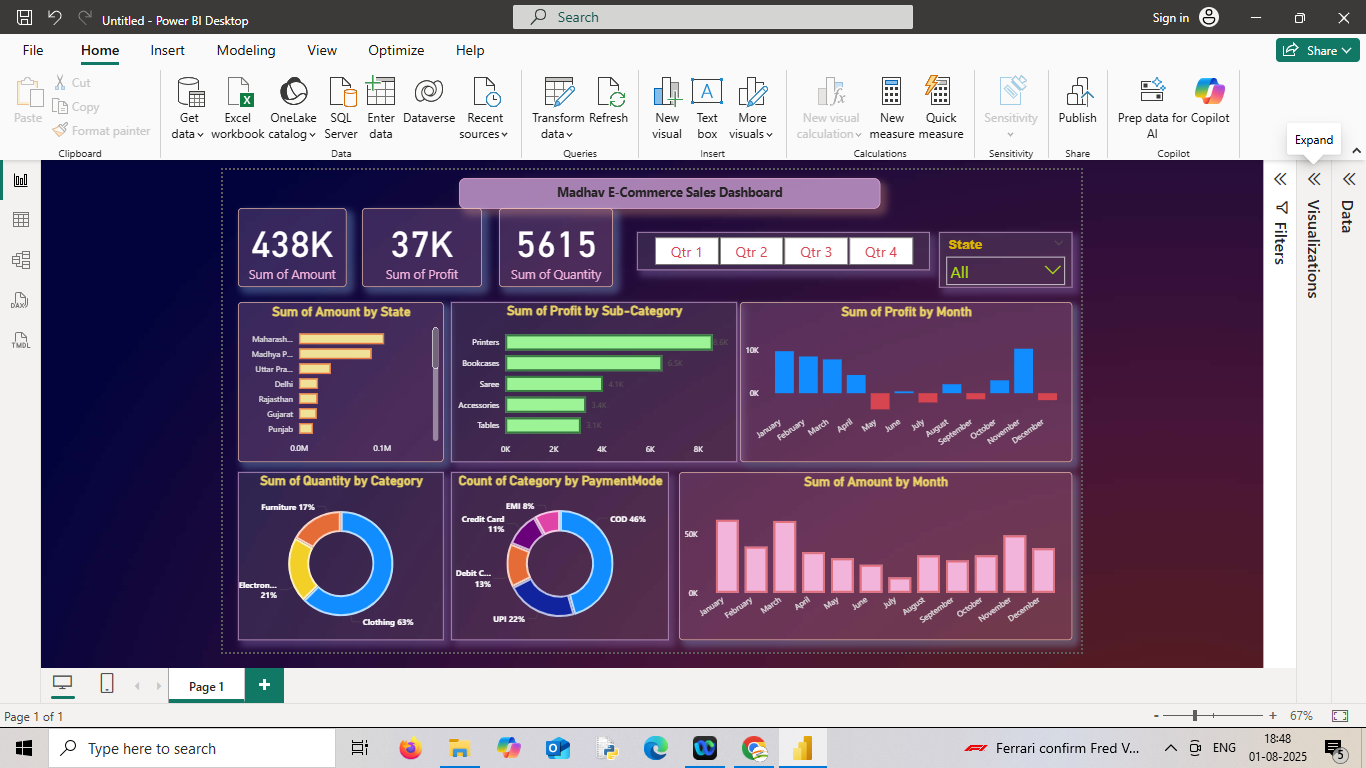 Untitled - Power BI Desktop
Search
Sign in
File Home Insert Modeling View Optimize Help
Share
Paste
Cut
Copy
Format painter
Clipboard
Get data
Excel workbook
OneLake catalog
SQL Server
Enter data
Dataverse
Recent sources
Data
Transform data
Refresh
Queries
New visual
Text box
More visuals
Insert
New visual calculation
New measure
Quick measure
Calculations
Sensitivity
Sensitivity
Publish
Share
Prep data for AI
Copilot
Copilot
Expand
Madhav E-Commerce Sales Dashboard
438K
Sum of Amount
37K
Sum of Profit
5615
Sum of Quantity
Qtr 1 Qtr 2 Qtr 3 Qtr 4
State
All
Filters
Visualizations
Data
DAX
TMDL
Sum of Amount by State
Maharash...
Madhya P...
Uttar Pra...
Delhi
Rajasthan
Gujarat
Punjab
0.0M 0.1M
Sum of Profit by Sub-Category
Printers 8.6K
Bookcases 6.5K
Saree 4.1K
Accessories 3.4K
Tables 3.1K
0K 2K 4K 6K 8K
Sum of Profit by Month
10K
0K
January February March April May June July August September October November December
Sum of Quantity by Category
Furniture 17%
Electron... 21%
Clothing 63%
Count of Category by PaymentMode
EMI 8%
Credit Card 11%
COD 46%
Debit C... 13%
UPI 22%
Sum of Amount by Month
50K
0K
January February March April May June July August September October November December
Page 1
Page 1 of 1
- + 67%
Type here to search
Ferrari confirm Fred V...
ENG
18:48
01-08-2025
5